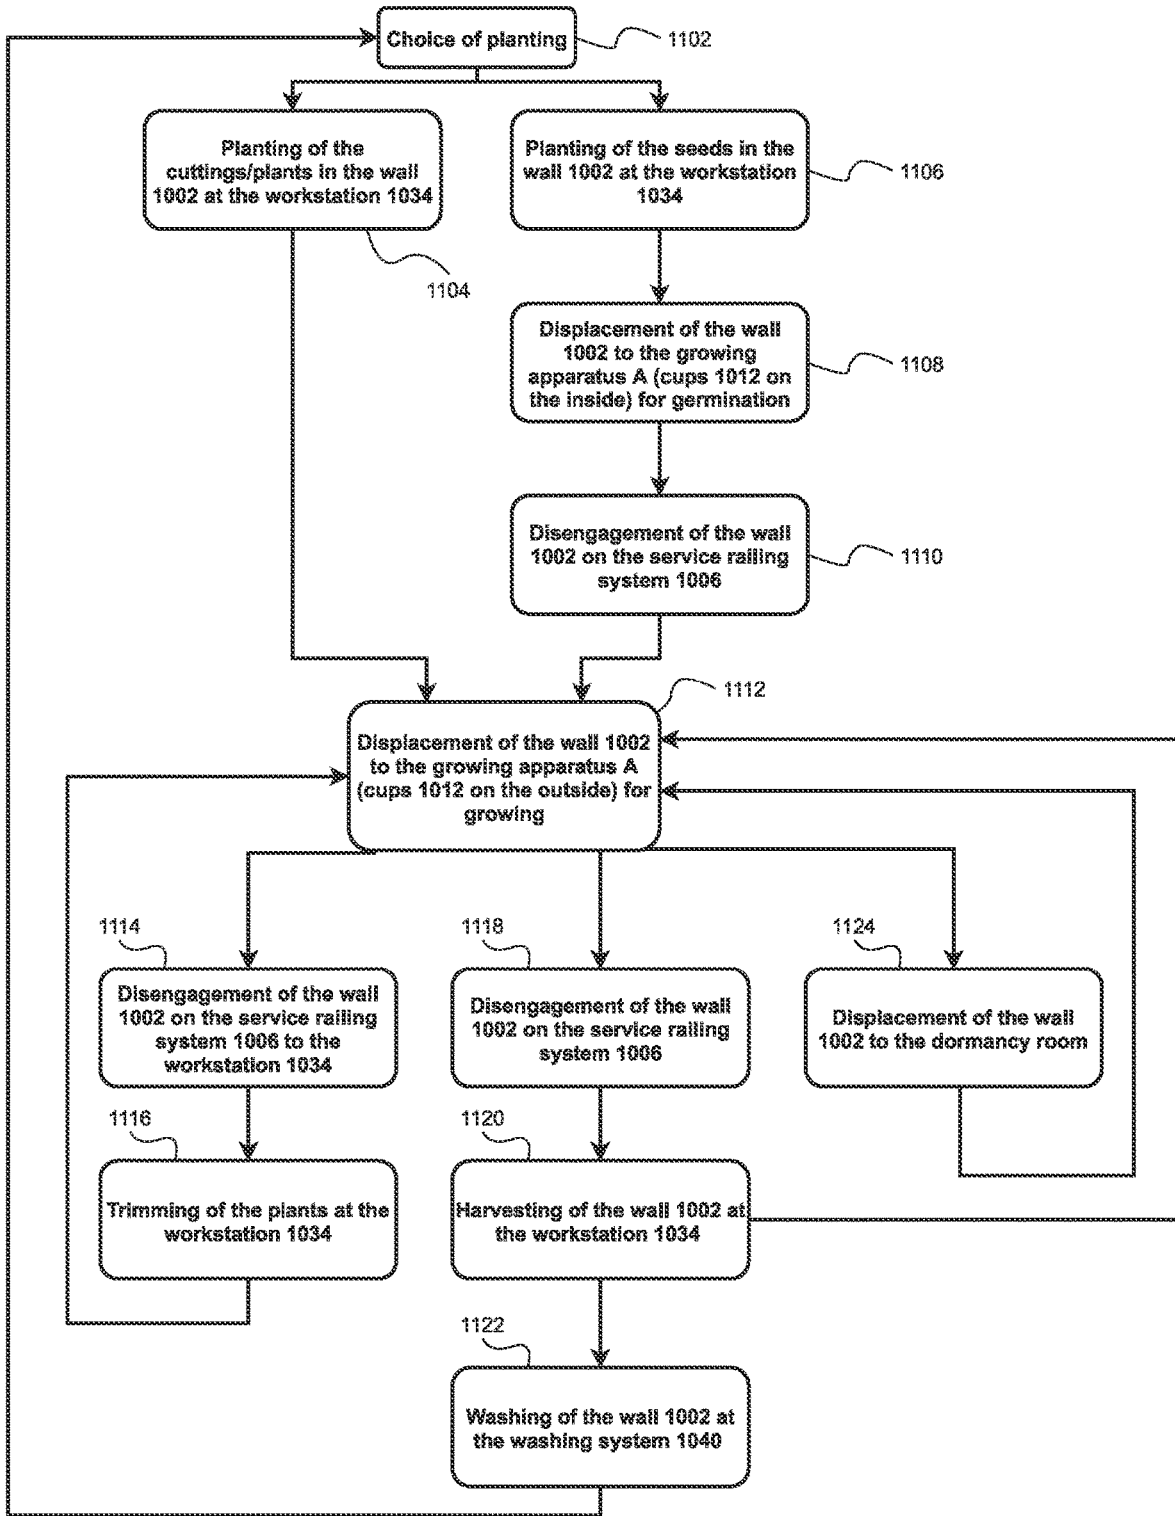 Choice of planting
1102
Planting of the
cuttings/plants in the wall
1002 at the workstation 1034
1104
Planting of the seeds in the
wall 1002 at the workstation
1034
1106
Displacement of the wall
1002 to the growing
apparatus A (cups 1012 on
the inside) for germination
1108
Disengagement of the wall
1002 on the service railing
system 1006
1110
1112
Displacement of the wall 1002
to the growing apparatus A
(cups 1012 on the outside) for
growing
1114
Disengagement of the wall
1002 on the service railing
system 1006 to the
workstation 1034
1118
Disengagement of the wall
1002 on the service railing
system 1006
1124
Displacement of the wall
1002 to the dormancy room
1116
Trimming of the plants at the
workstation 1034
1120
Harvesting of the wall 1002 at
the workstation 1034
1122
Washing of the wall 1002 at
the washing system 1040